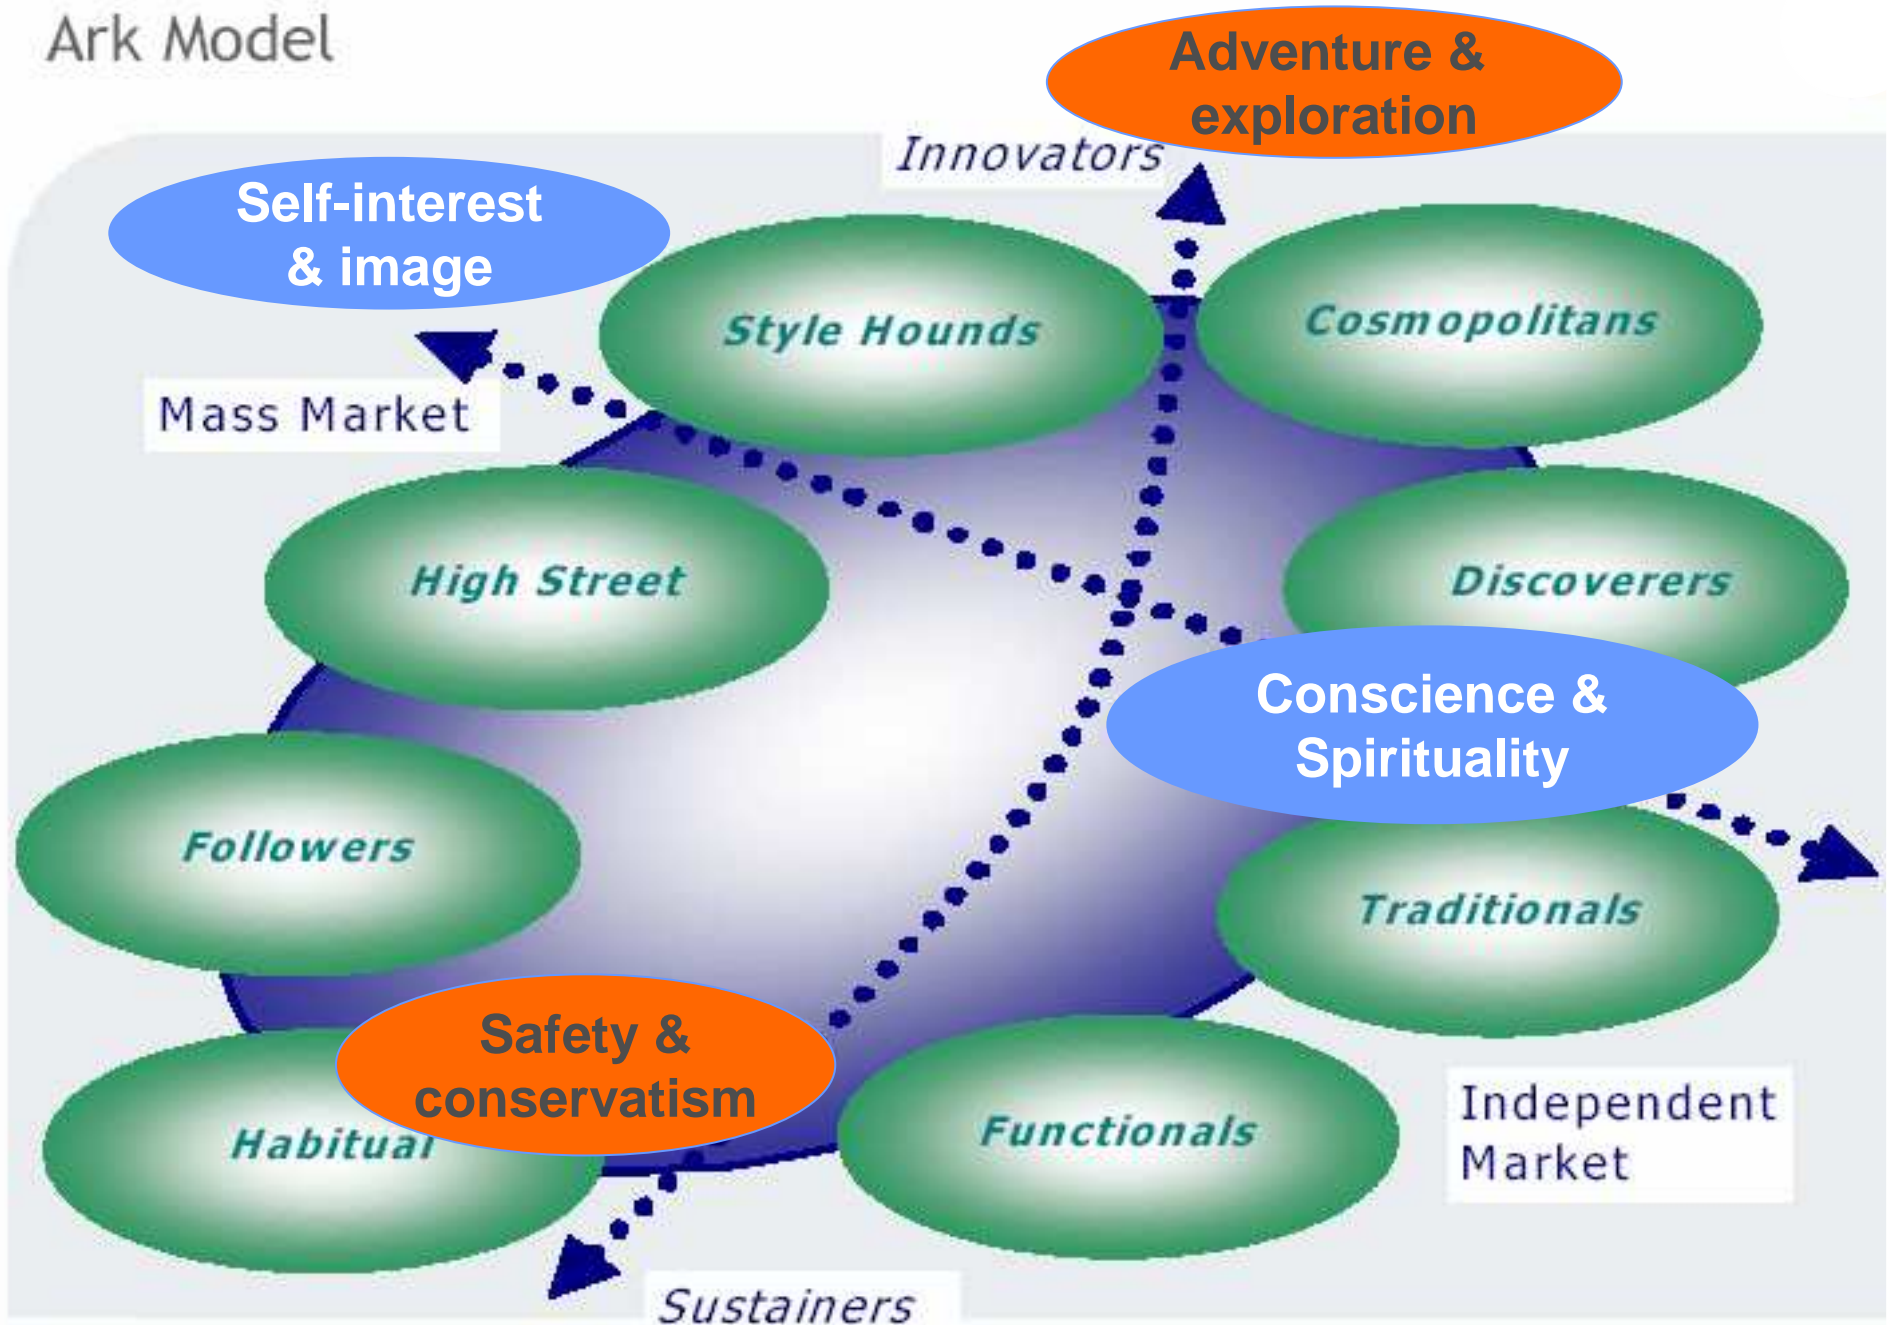 Ark Model
Adventure &
exploration
Innovators
Self-interest
& image
Style Hounds
Cosmopolitans
Mass Market
High Street
Discoverers
Conscience &
Spirituality
Followers
Traditionals
Safety &
conservatism
Habitual
Functionals
Independent
Market
Sustainers